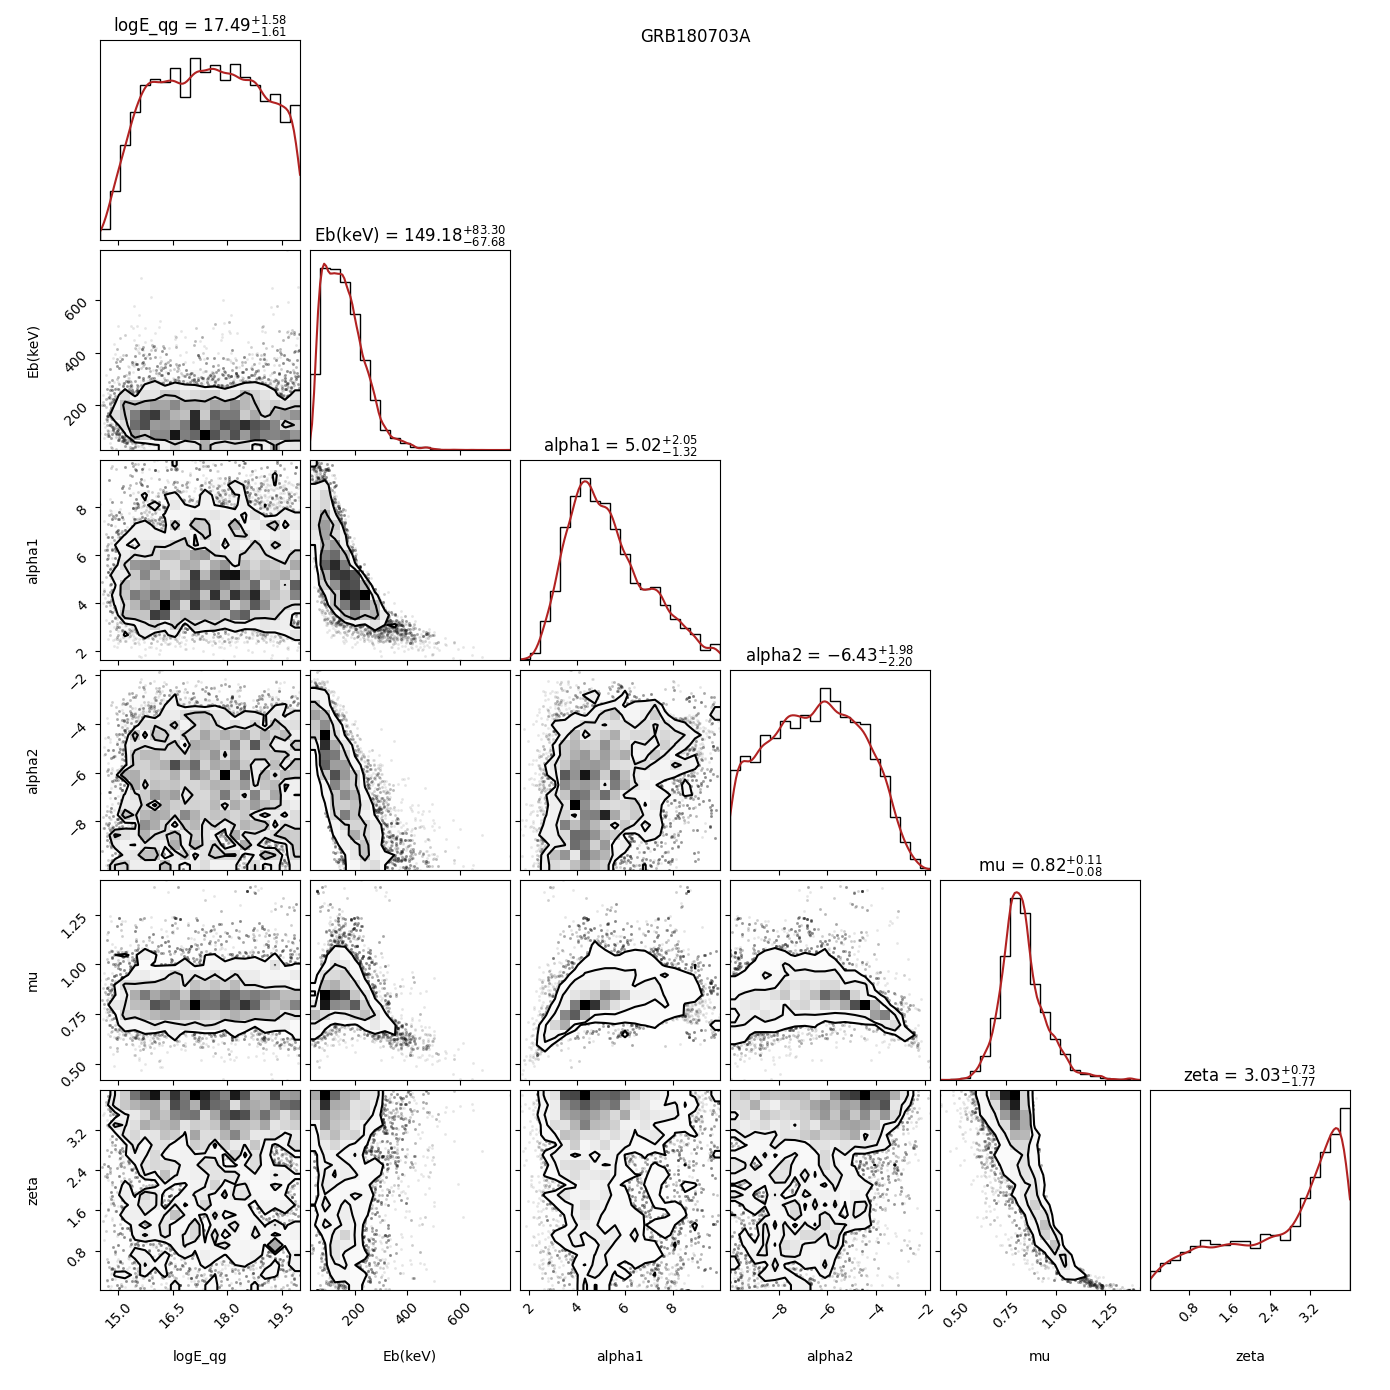 GRB180703A
logE_qg = 17.49 +1.58 −1.61
Eb(keV) = 149.18 +83.30 −67.68
600
400
200
Eb(keV)
alpha1 = 5.02 +2.05 −1.32
8
6
4
2
alpha1
alpha2 = −6.43 +1.98 −2.20
−2
−4
−6
−8
alpha2
mu = 0.82 +0.11 −0.08
1.25
1.00
0.75
0.50
mu
zeta = 3.03 +0.73 −1.77
3.2
2.4
1.6
0.8
zeta
15.0 16.5 18.0 19.5 200 400 600 2 4 6 8 −8 −6 −4 −2 0.50 0.75 1.00 1.25 0.8 1.6 2.4 3.2
logE_qg Eb(keV) alpha1 alpha2 mu zeta